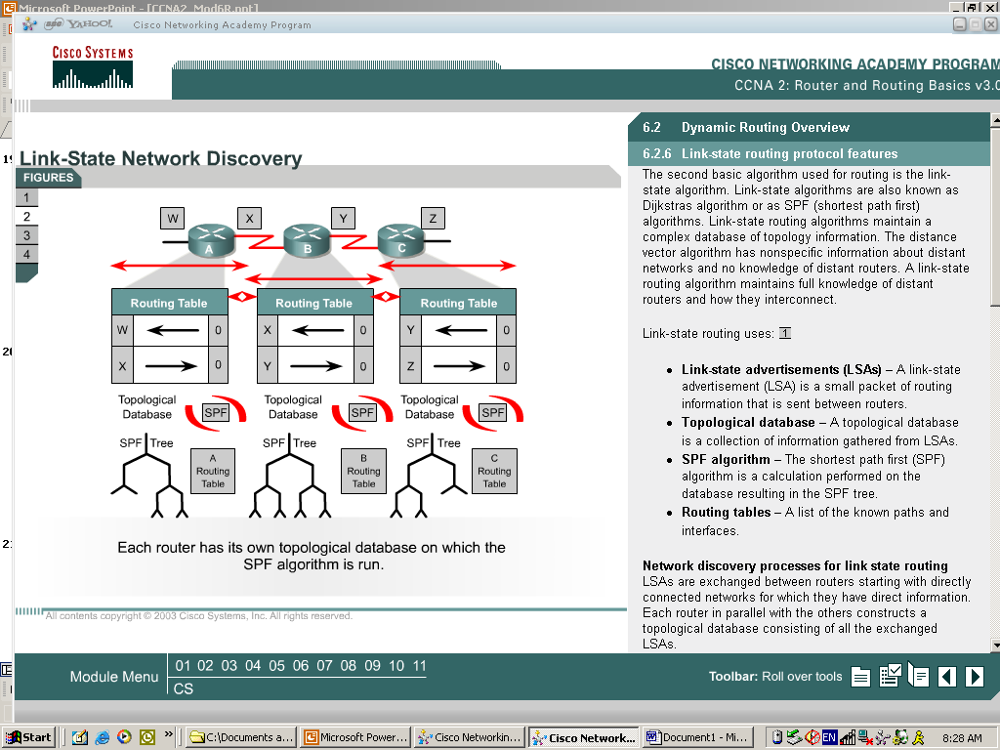 Microsoft PowerPoint - [CCNA2_Mod6R.ppt]
YAHOO! Cisco Networking Academy Program
CISCO SYSTEMS
CISCO NETWORKING ACADEMY PROGRAM
CCNA 2: Router and Routing Basics v3.0
Link-State Network Discovery
FIGURES
1
2
3
4
W X Y Z
A B C
Routing Table Routing Table Routing Table
W 0 X 0 Y 0
X 0 Y 0 Z 0
Topological Database SPF Topological Database SPF Topological Database SPF
SPF Tree A Routing Table SPF Tree B Routing Table SPF Tree C Routing Table
Each router has its own topological database on which the
SPF algorithm is run.
All contents copyright © 2003 Cisco Systems, Inc. All rights reserved.
6.2 Dynamic Routing Overview
6.2.6 Link-state routing protocol features
The second basic algorithm used for routing is the link-
state algorithm. Link-state algorithms are also known as
Dijkstras algorithm or as SPF (shortest path first)
algorithms. Link-state routing algorithms maintain a
complex database of topology information. The distance
vector algorithm has nonspecific information about distant
networks and no knowledge of distant routers. A link-state
routing algorithm maintains full knowledge of distant
routers and how they interconnect.
Link-state routing uses: 1
• Link-state advertisements (LSAs) – A link-state
advertisement (LSA) is a small packet of routing
information that is sent between routers.
• Topological database – A topological database
is a collection of information gathered from LSAs.
• SPF algorithm – The shortest path first (SPF)
algorithm is a calculation performed on the
database resulting in the SPF tree.
• Routing tables – A list of the known paths and
interfaces.
Network discovery processes for link state routing
LSAs are exchanged between routers starting with directly
connected networks for which they have direct information.
Each router in parallel with the others constructs a
topological database consisting of all the exchanged
LSAs.
Module Menu 01 02 03 04 05 06 07 08 09 10 11
CS
Toolbar: Roll over tools
Start C:\Documents a... Microsoft Power... Cisco Networkin... Cisco Network... Document1 - Mi... EN 8:28 AM